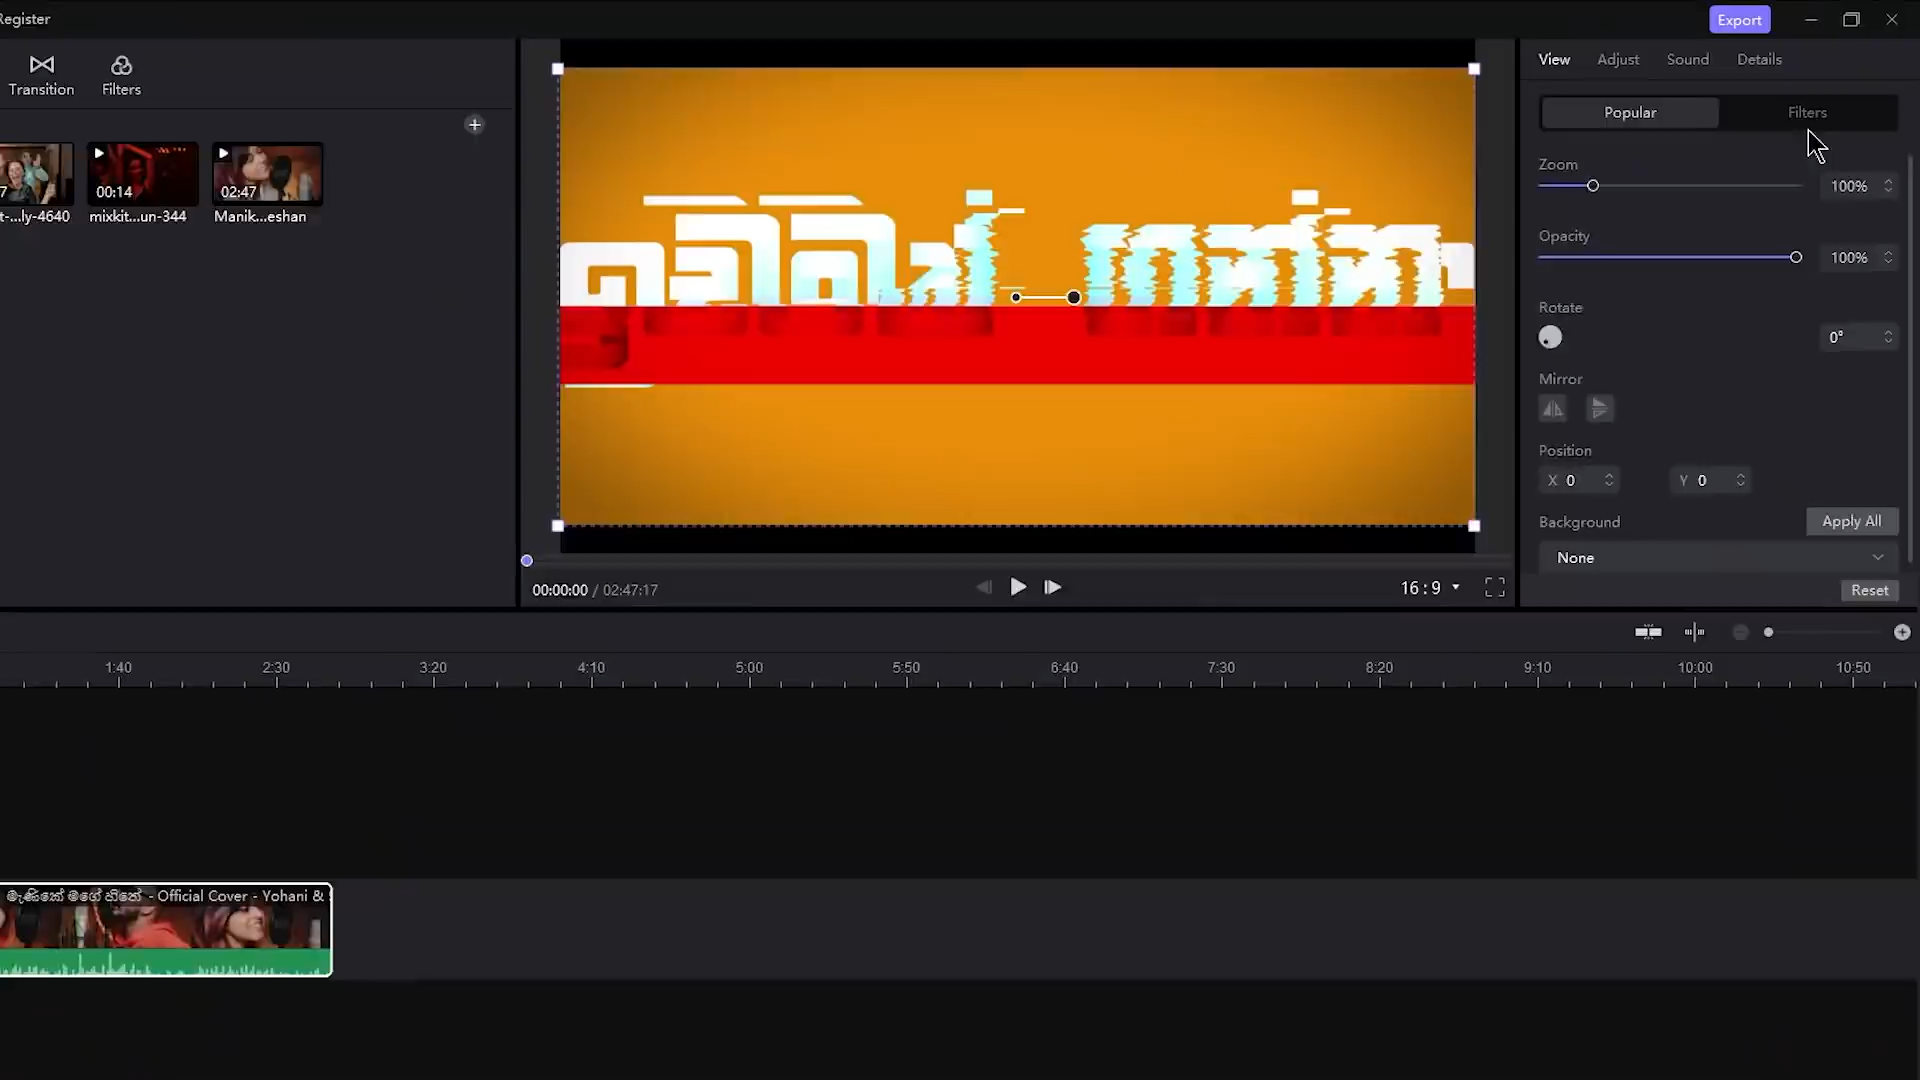 Register
Export
Transition
Filters
View
Adjust
Sound
Details
Popular
Filters
Zoom
100%
Opacity
100%
Rotate
0°
Mirror
Position
X 0
Y 0
Background
Apply All
None
Reset
7
00:14
02:47
t-...ly-4640
mixkit...un-344
Manik...eshan
00:00:00 / 02:47:17
16 : 9
1:40 2:30 3:20 4:10 5:00 5:50 6:40 7:30 8:20 9:10 10:00 10:50
මැණිකේ මගේ හිතේ - Official Cover - Yohani &